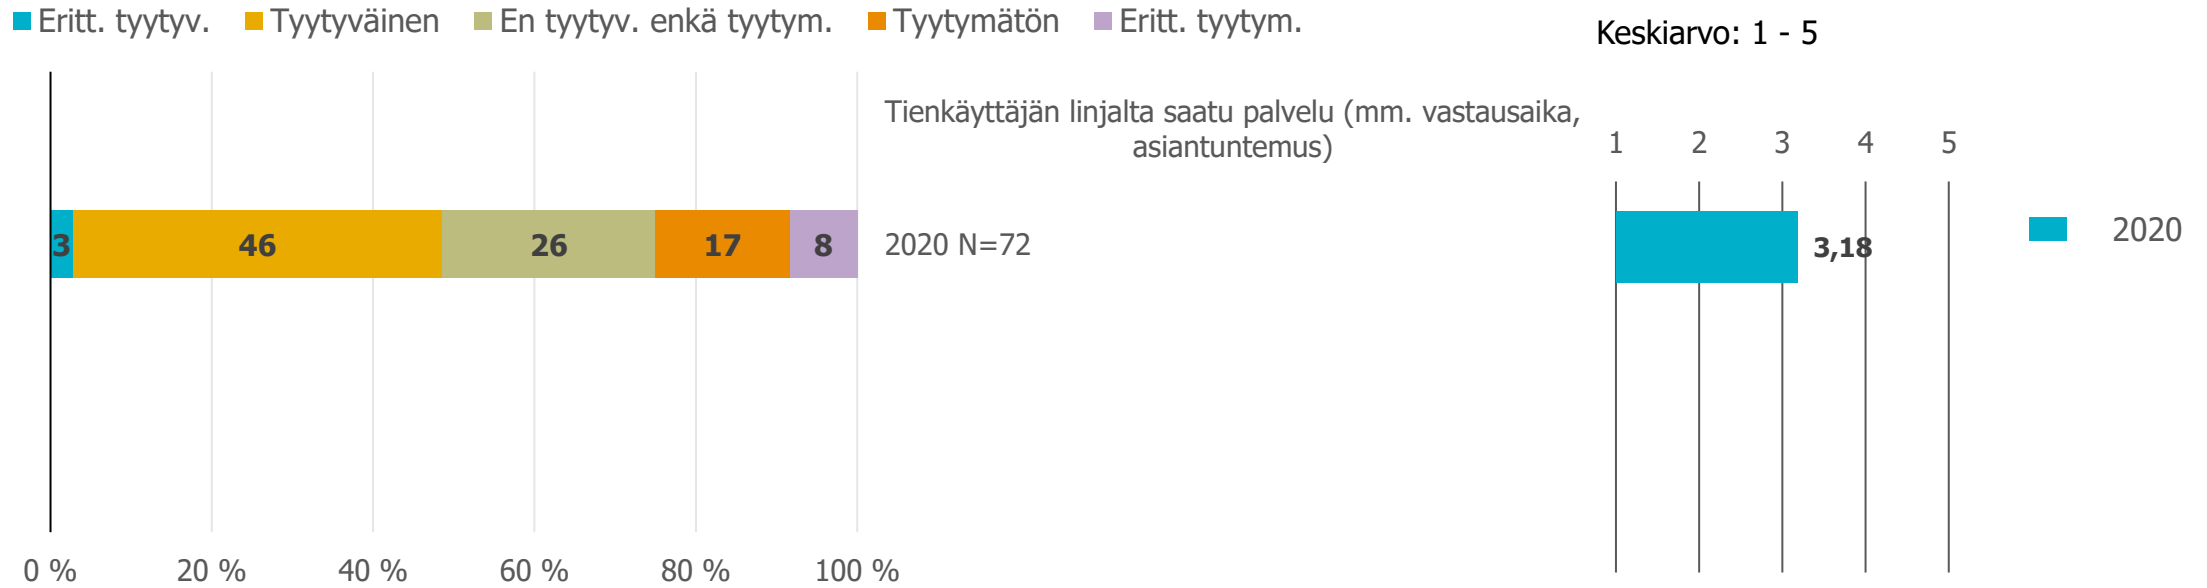 Eritt. tyytyv. Tyytyväinen En tyytyv. enkä tyytym. Tyytymätön Eritt. tyytym.
Keskiarvo: 1 - 5
Tienkäyttäjän linjalta saatu palvelu (mm. vastausaika,
asiantuntemus)
1 2 3 4 5
3 46 26 17 8
2020 N=72
3,18
2020
0 % 20 % 40 % 60 % 80 % 100 %